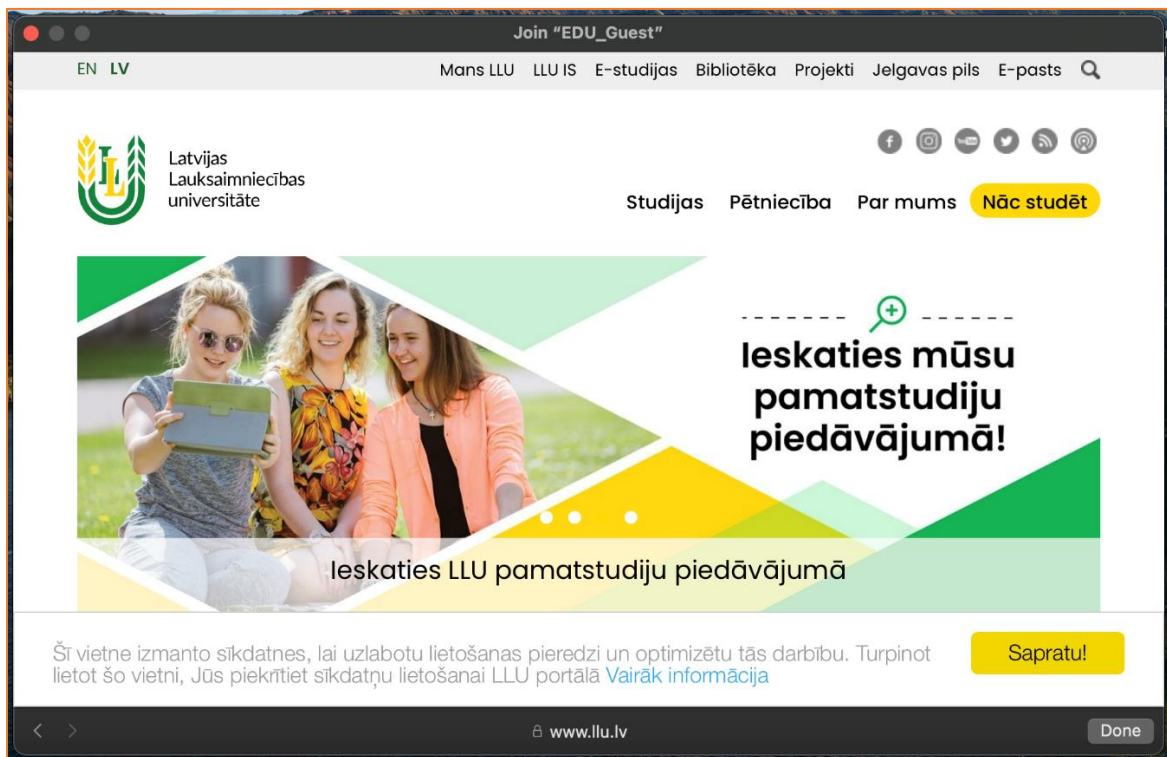 Join “EDU_Guest”
EN LV
Mans LLU LLU IS E-studijas Bibliotēka Projekti Jelgavas pils E-pasts
Latvijas
Lauksaimniecības
universitāte
Studijas Pētniecība Par mums Nāc studēt
Ieskaties mūsu
pamatstudiju
piedāvājumā!
Ieskaties LLU pamatstudiju piedāvājumā
Šī vietne izmanto sīkdatnes, lai uzlabotu lietošanas pieredzi un optimizētu tās darbību. Turpinot
lietot šo vietni, Jūs piekrītiet sīkdatņu lietošanai LLU portālā Vairāk informācija
Sapratu!
www.llu.lv
Done